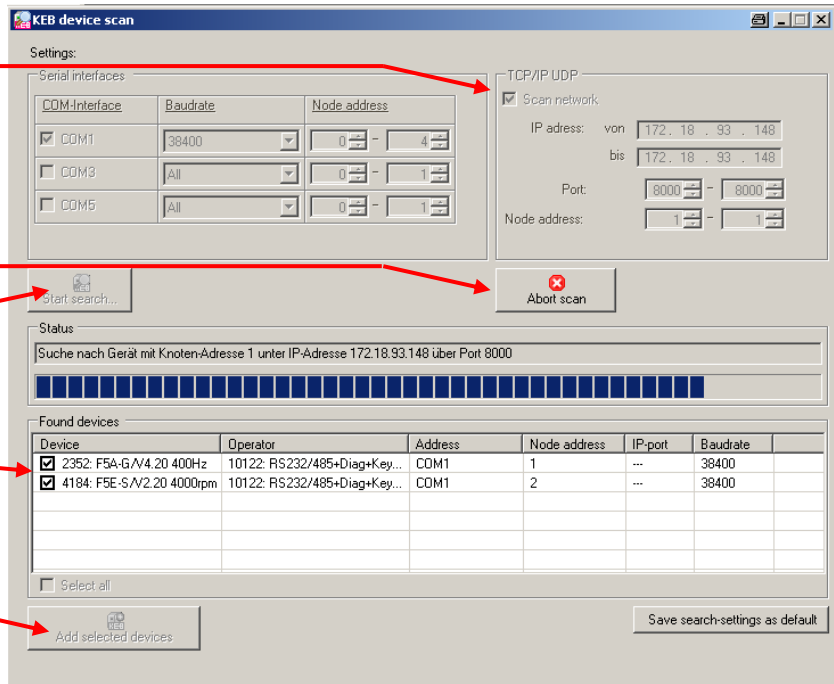 KEB device scan
Settings:
Serial interfaces
COM-Interface Baudrate Node address
COM1 38400 0 - 4
COM3 All 0 - 1
COM5 All 0 - 1
TCP/IP UDP
Scan network
IP adress: von 172 . 18 . 93 . 148
bis 172 . 18 . 93 . 148
Port: 8000 - 8000
Node address: 1 - 1
Start search...
Abort scan
Status
Suche nach Gerät mit Knoten-Adresse 1 unter IP-Adresse 172.18.93.148 über Port 8000
Found devices
Device Operator Address Node address IP-port Baudrate
2352: F5A-G/V4.20 400Hz 10122: RS232/485+Diag+Key... COM1 1 --- 38400
4184: F5E-S/V2.20 4000rpm 10122: RS232/485+Diag+Key... COM1 2 --- 38400
Select all
Add selected devices
Save search-settings as default